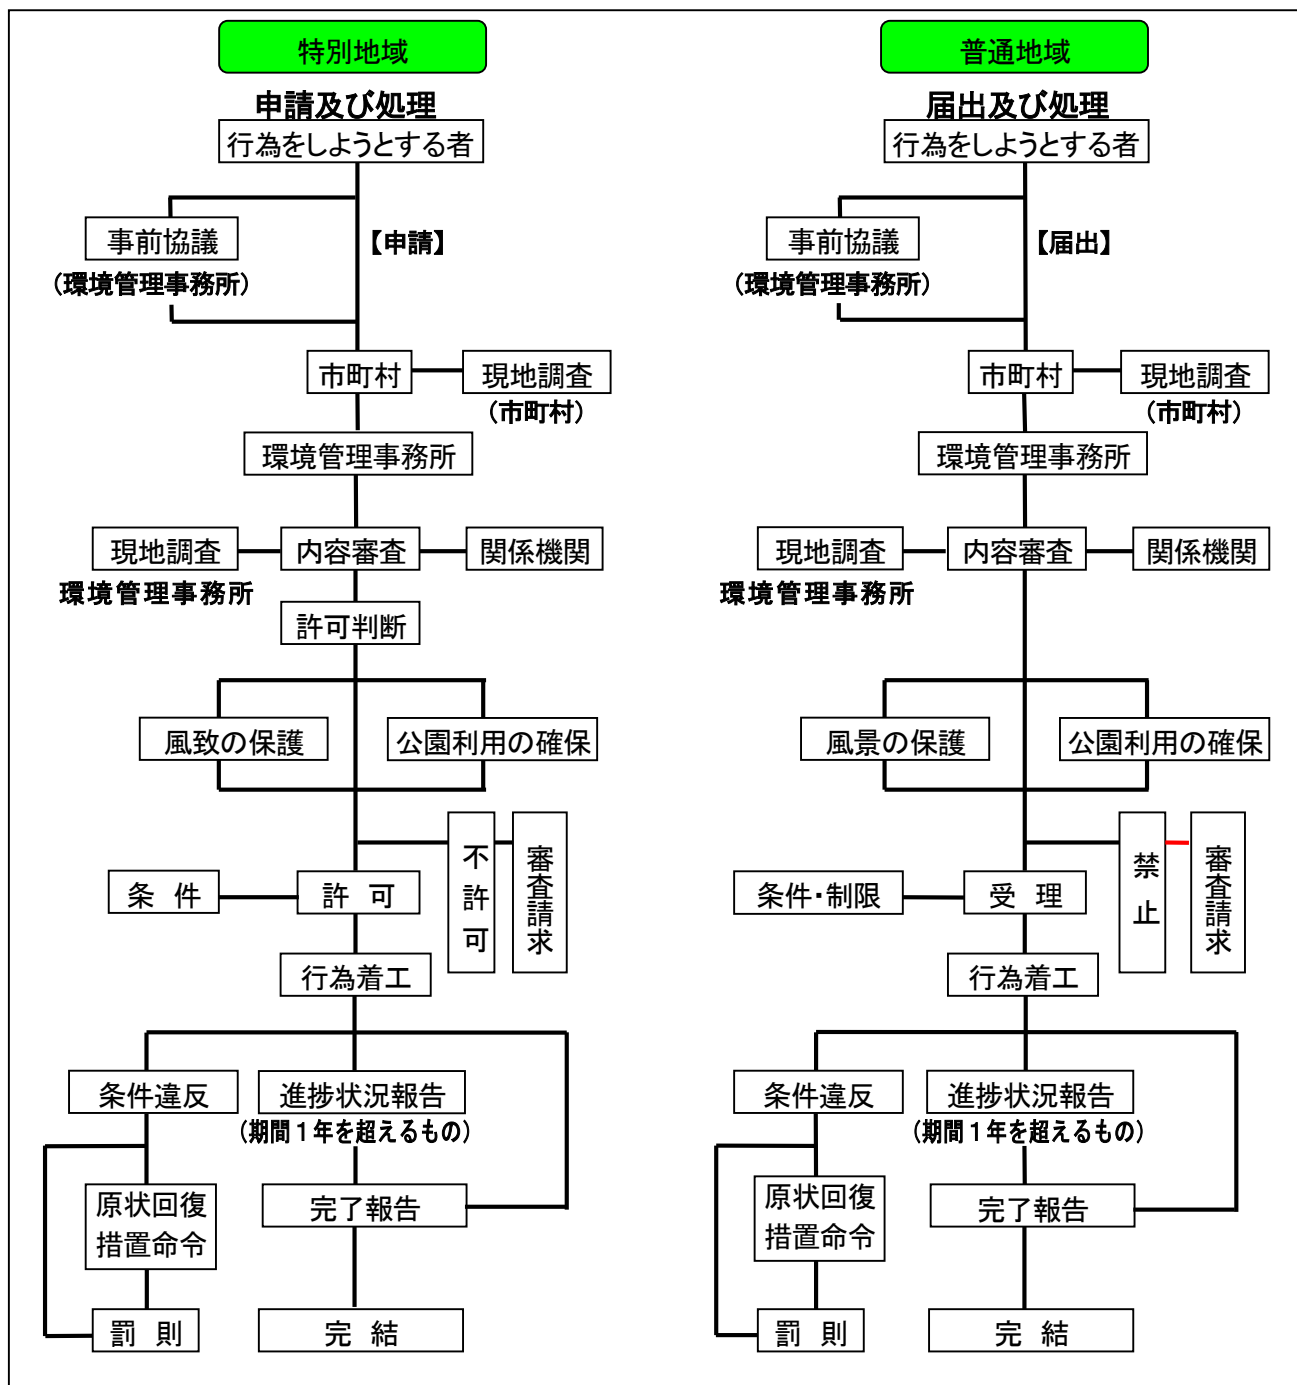 特別地域
申請及び処理
行為をしようとする者
事前協議
（環境管理事務所）
【申請】
市町村
現地調査
（市町村）
環境管理事務所
現地調査
環境管理事務所
内容審査
関係機関
許可判断
風致の保護
公園利用の確保
不許可
審査請求
条　件
許　可
行為着工
条件違反
進捗状況報告
（期間１年を超えるもの）
原状回復
措置命令
完了報告
罰　則
完　結
普通地域
届出及び処理
行為をしようとする者
事前協議
（環境管理事務所）
【届出】
市町村
現地調査
（市町村）
環境管理事務所
現地調査
環境管理事務所
内容審査
関係機関
風景の保護
公園利用の確保
禁止
審査請求
条件・制限
受　理
行為着工
条件違反
進捗状況報告
（期間１年を超えるもの）
原状回復
措置命令
完了報告
罰　則
完　結